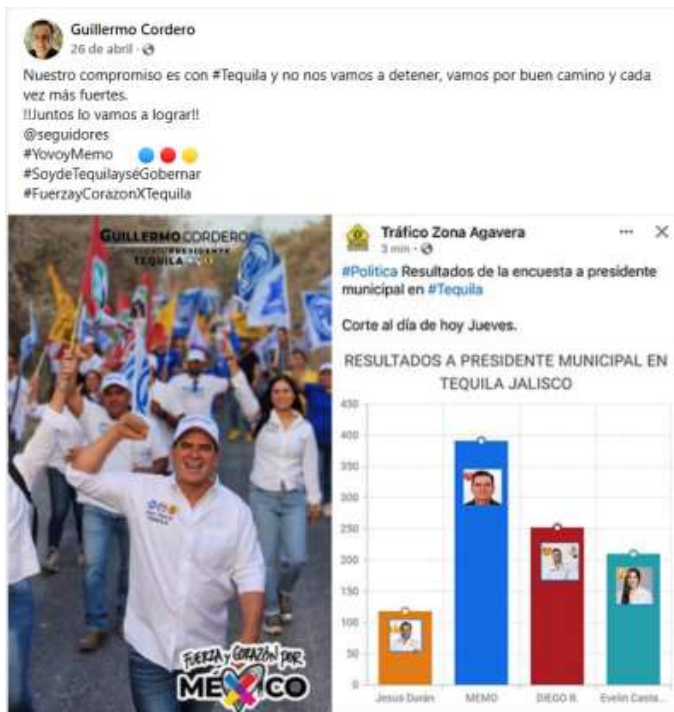 Guillermo Cordero
26 de abril ·
Nuestro compromiso es con #Tequila y no nos vamos a detener, vamos por buen camino y cada
vez más fuertes.
!!Juntos lo vamos a lograr!!
@seguidores
#YovoyMemo
#SoydeTequilayséGobernar
#FuerzayCorazonXTequila
GUILLERMO CORDERO
PRESIDENTE
TEQUILA
FUERZA y CORAZÓN POR
MÉXICO
Tráfico Zona Agavera
3 min ·
#Politica Resultados de la encuesta a presidente
municipal en #Tequila
Corte al día de hoy Jueves.
RESULTADOS A PRESIDENTE MUNICIPAL EN
TEQUILA JALISCO
450
400
350
300
250
200
150
100
50
0
Jesus Durán
MEMO
DIEGO R.
Evelin Casta...